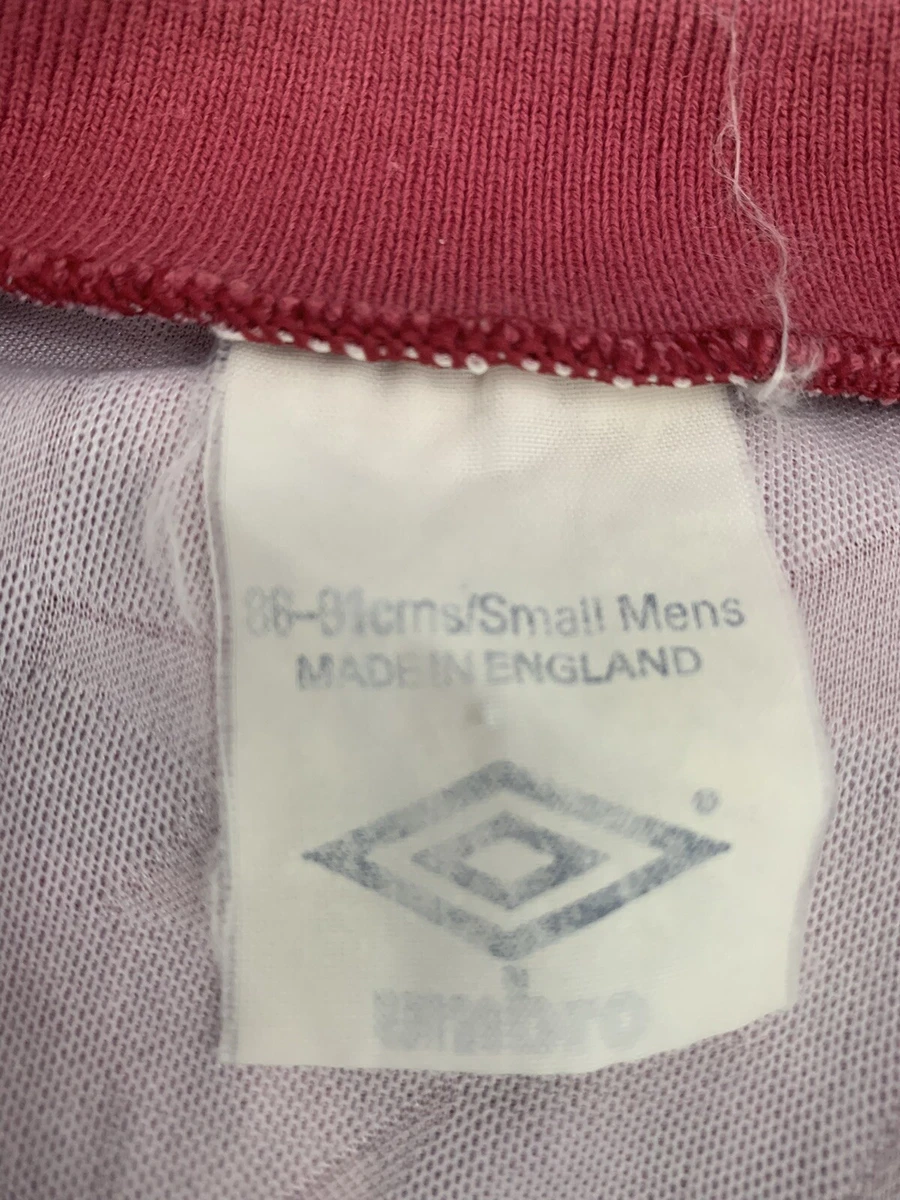 86-91cms/Small Mens
MADE IN ENGLAND
®
umbro